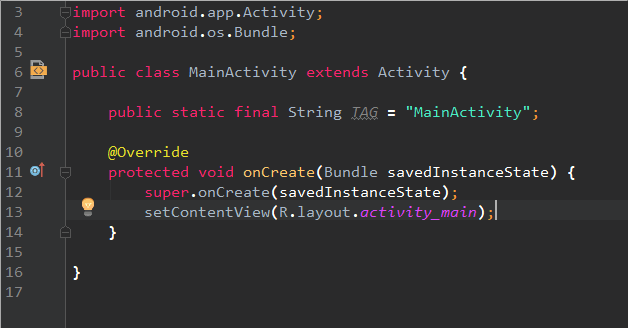 3 import android.app.Activity;
4 import android.os.Bundle;
5
6 public class MainActivity extends Activity {
7
8     public static final String TAG = "MainActivity";
9
10     @Override
11     protected void onCreate(Bundle savedInstanceState) {
12         super.onCreate(savedInstanceState);
13         setContentView(R.layout.activity_main);
14     }
15
16 }
17